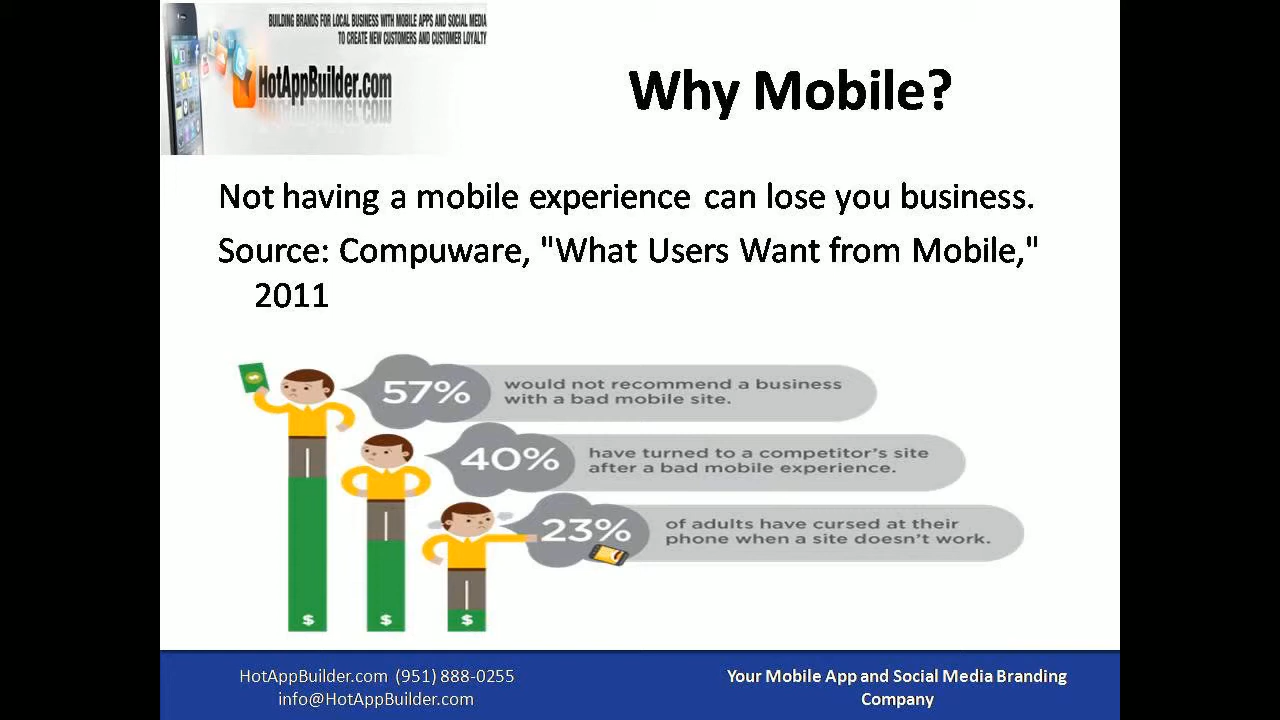 BUILDING BRANDS FOR LOCAL BUSINESS WITH MOBILE APPS AND SOCIAL MEDIA
TO CREATE NEW CUSTOMERS AND CUSTOMER LOYALTY
HotAppBuilder.com
Why Mobile?
Not having a mobile experience can lose you business.
Source: Compuware, "What Users Want from Mobile,"
2011
57%
would not recommend a business
with a bad mobile site.
40%
have turned to a competitor's site
after a bad mobile experience.
23%
of adults have cursed at their
phone when a site doesn't work.
$ $ $
HotAppBuilder.com (951) 888-0255
info@HotAppBuilder.com
Your Mobile App and Social Media Branding
Company